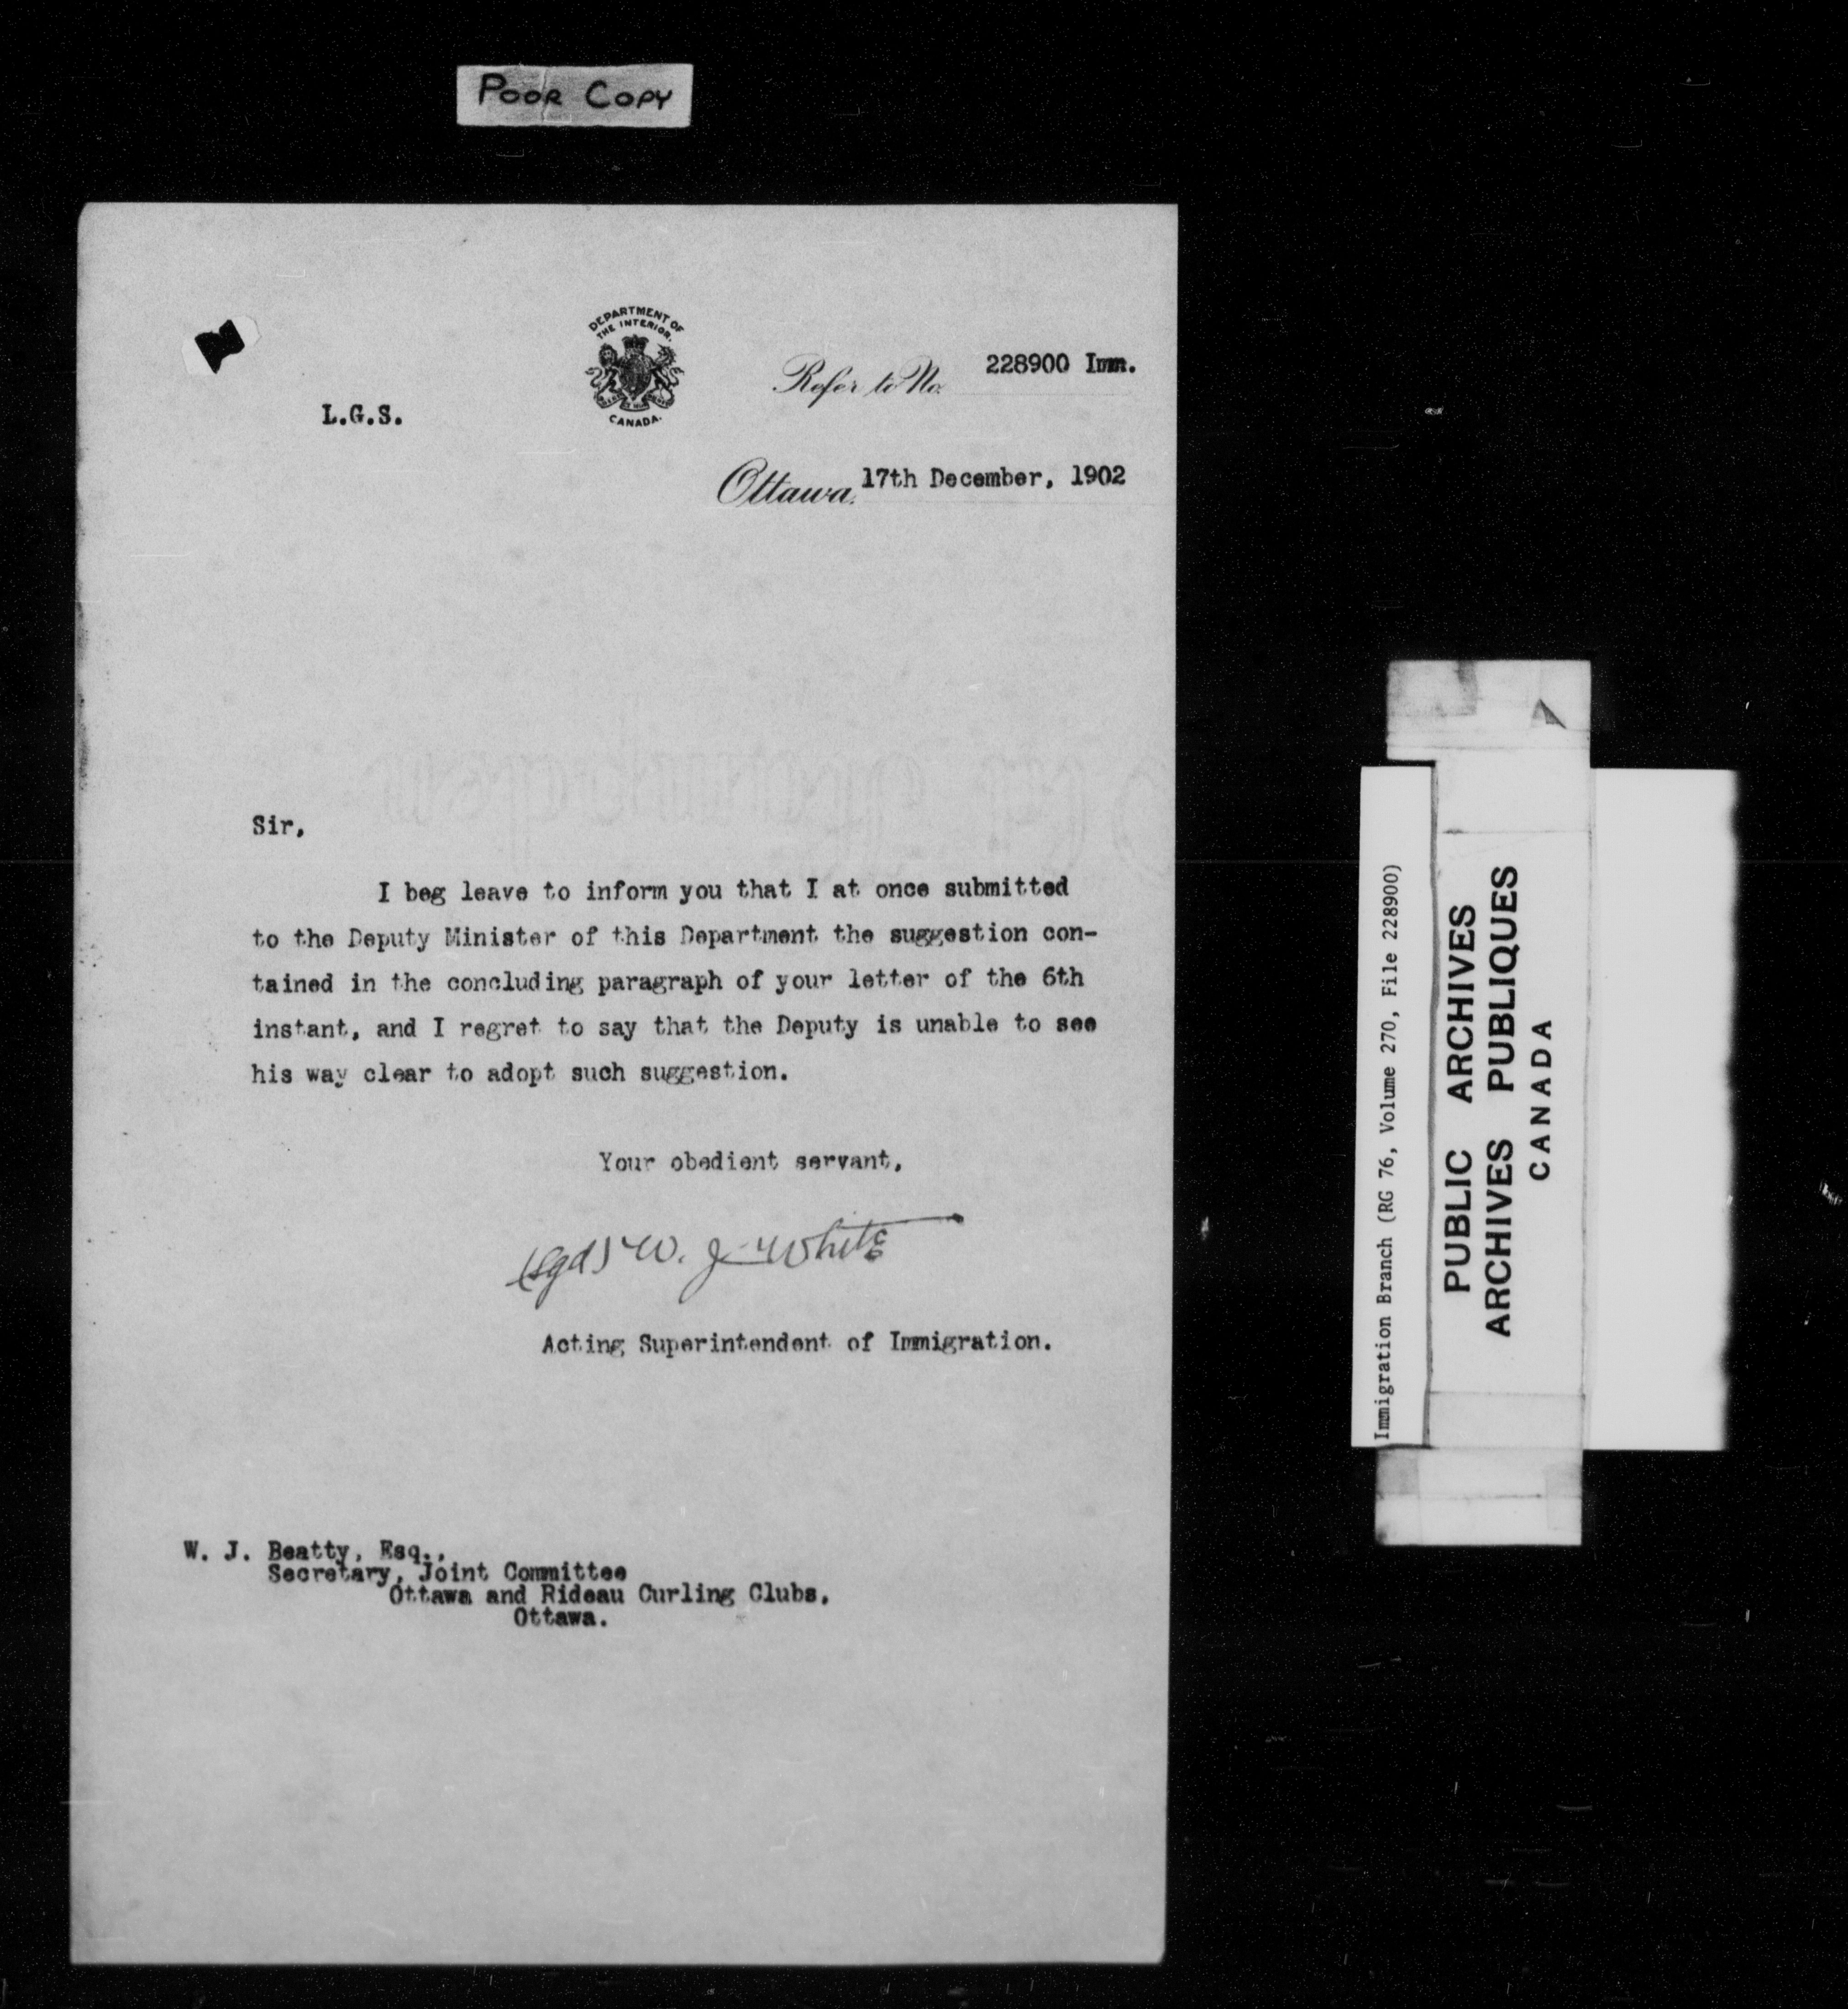 POOR COPY
DEPARTMENT OF
THE INTERIOR.
CANADA.
Refer to No. 228900 Imm.
L.G.S.
Ottawa, 17th December, 1902
Sir,
I beg leave to inform you that I at once submitted
to the Deputy Minister of this Department the suggestion con-
tained in the concluding paragraph of your letter of the 6th
instant, and I regret to say that the Deputy is unable to see
his way clear to adopt such suggestion.
Your obedient servant,
(Sgd) W. J. White
Acting Superintendent of Immigration.
W. J. Beatty, Esq.,
Secretary, Joint Committee
Ottawa and Rideau Curling Clubs,
Ottawa.
Immigration Branch (RG 76, Volume 270, File 228900)
PUBLIC ARCHIVES
ARCHIVES PUBLIQUES
CANADA